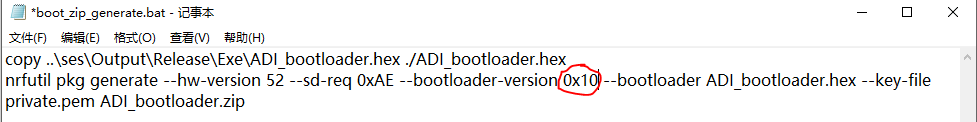 *boot_zip_generate.bat - 记事本
文件(F) 编辑(E) 格式(O) 查看(V) 帮助(H)
copy ..\ses\Output\Release\Exe\ADI_bootloader.hex ./ADI_bootloader.hex
nrfutil pkg generate --hw-version 52 --sd-req 0xAE --bootloader-version 0x10 --bootloader ADI_bootloader.hex --key-file
private.pem ADI_bootloader.zip